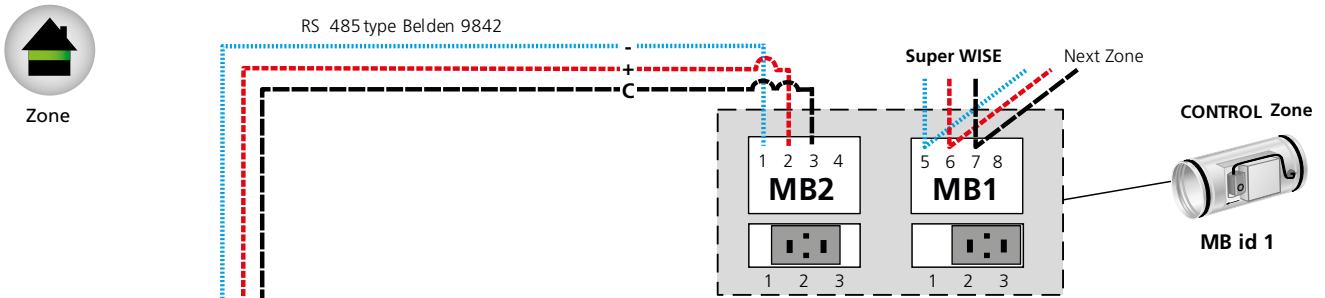 RS 485 type Belden 9842
-
+
C
Super WISE
Next Zone
Zone
CONTROL Zone
1 2 3 4
5 6 7 8
MB2
MB1
MB id 1
1 2 3
1 2 3